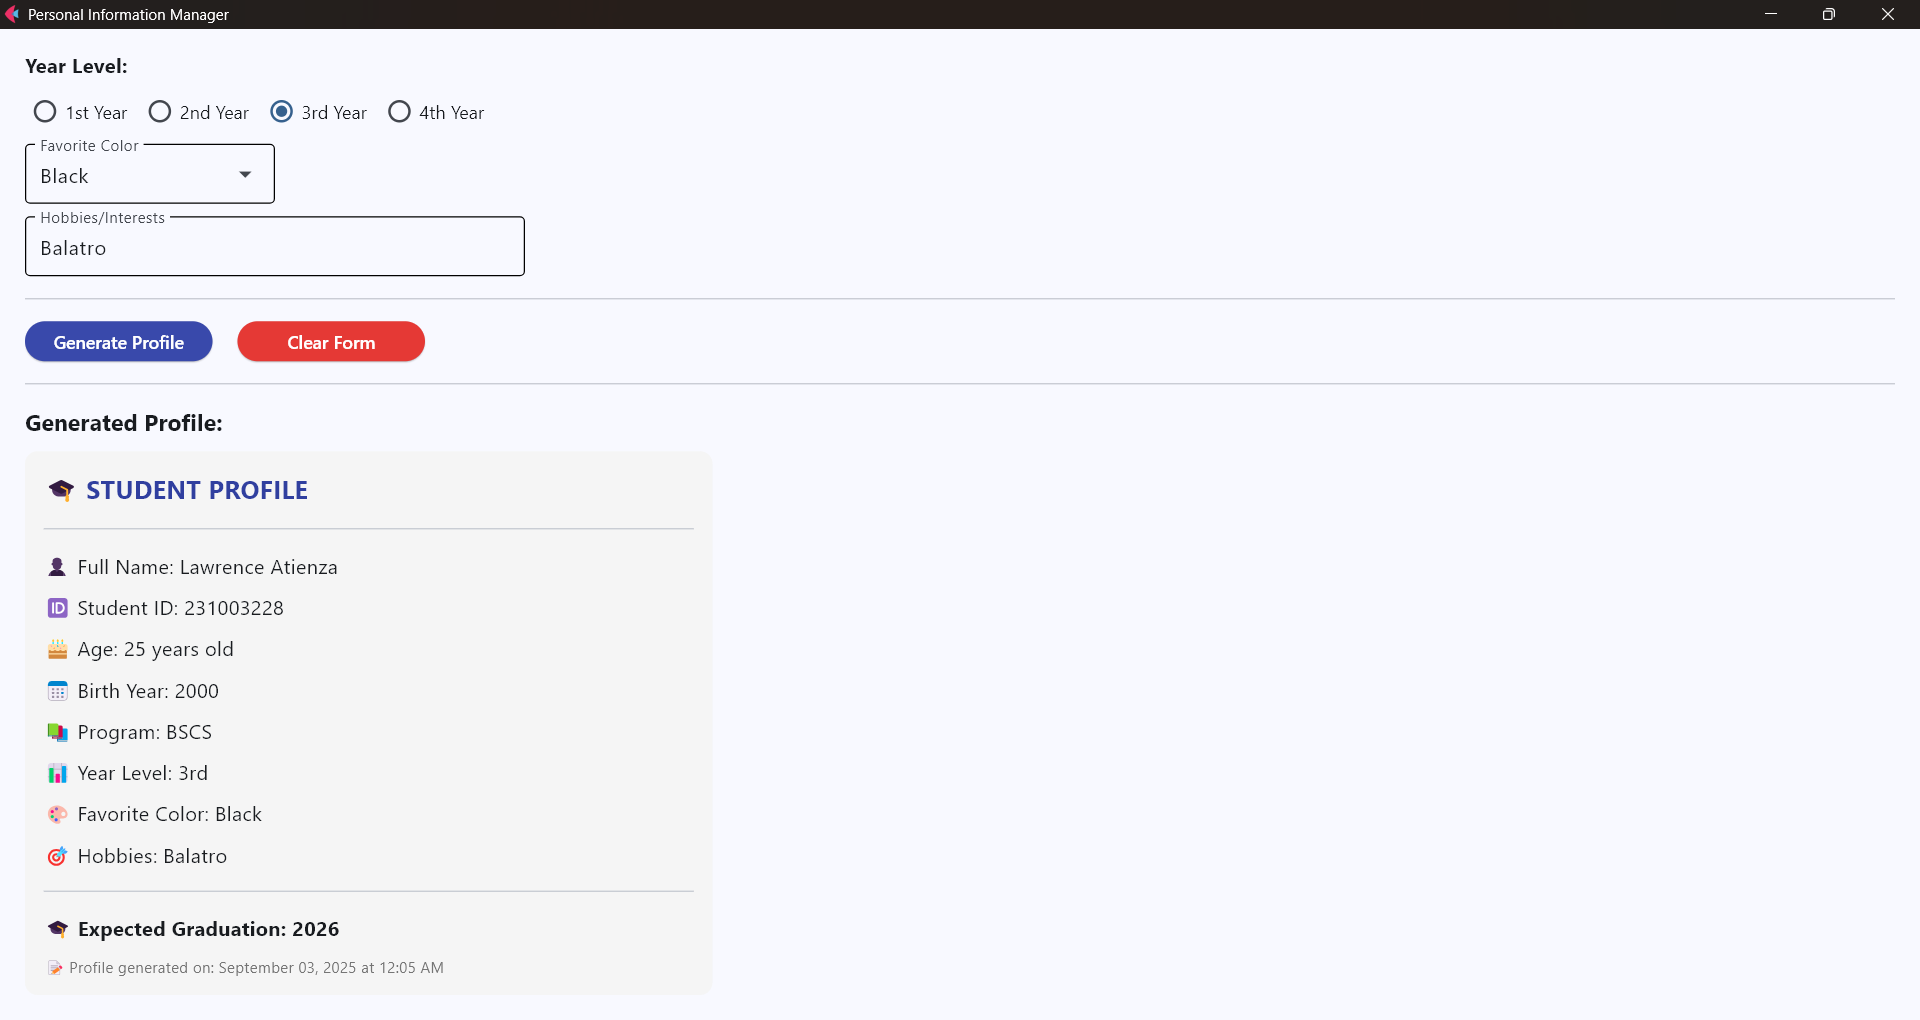 Personal Information Manager
Year Level:
1st Year 2nd Year 3rd Year 4th Year
Favorite Color
Black
Hobbies/Interests
Balatro
Generate Profile Clear Form
Generated Profile:
STUDENT PROFILE
Full Name: Lawrence Atienza
ID Student ID: 231003228
Age: 25 years old
Birth Year: 2000
Program: BSCS
Year Level: 3rd
Favorite Color: Black
Hobbies: Balatro
Expected Graduation: 2026
Profile generated on: September 03, 2025 at 12:05 AM